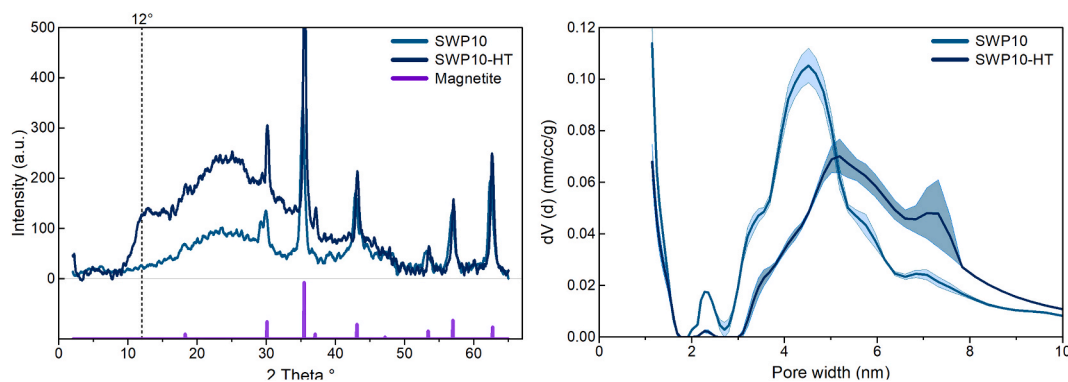 12°
500
400
300
200
100
0
Intensity (a.u.)
SWP10
SWP10-HT
Magnetite
0 10 20 30 40 50 60
2 Theta °
0.12
0.10
0.08
0.06
0.04
0.02
0.00
dV (d) (mm/cc/g)
SWP10
SWP10-HT
0 2 4 6 8 10
Pore width (nm)